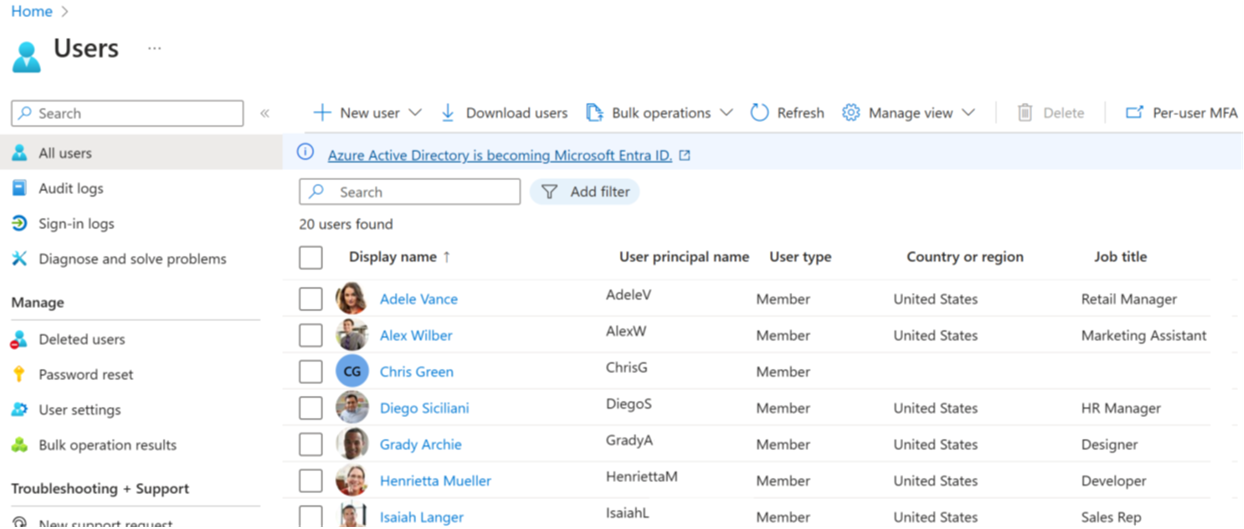 Home >
Users ...
Search «
New user Download users Bulk operations Refresh Manage view Delete Per-user MFA
All users
Azure Active Directory is becoming Microsoft Entra ID.
Audit logs
Search Add filter
Sign-in logs
20 users found
Diagnose and solve problems
Display name ↑ User principal name User type Country or region Job title
Manage
Adele Vance AdeleV Member United States Retail Manager
Deleted users
Alex Wilber AlexW Member United States Marketing Assistant
Password reset
CG Chris Green ChrisG Member
User settings
Diego Siciliani DiegoS Member United States HR Manager
Bulk operation results
Grady Archie GradyA Member United States Designer
Troubleshooting + Support
Henrietta Mueller HenriettaM Member United States Developer
New support request
Isaiah Langer IsaiahL Member United States Sales Rep